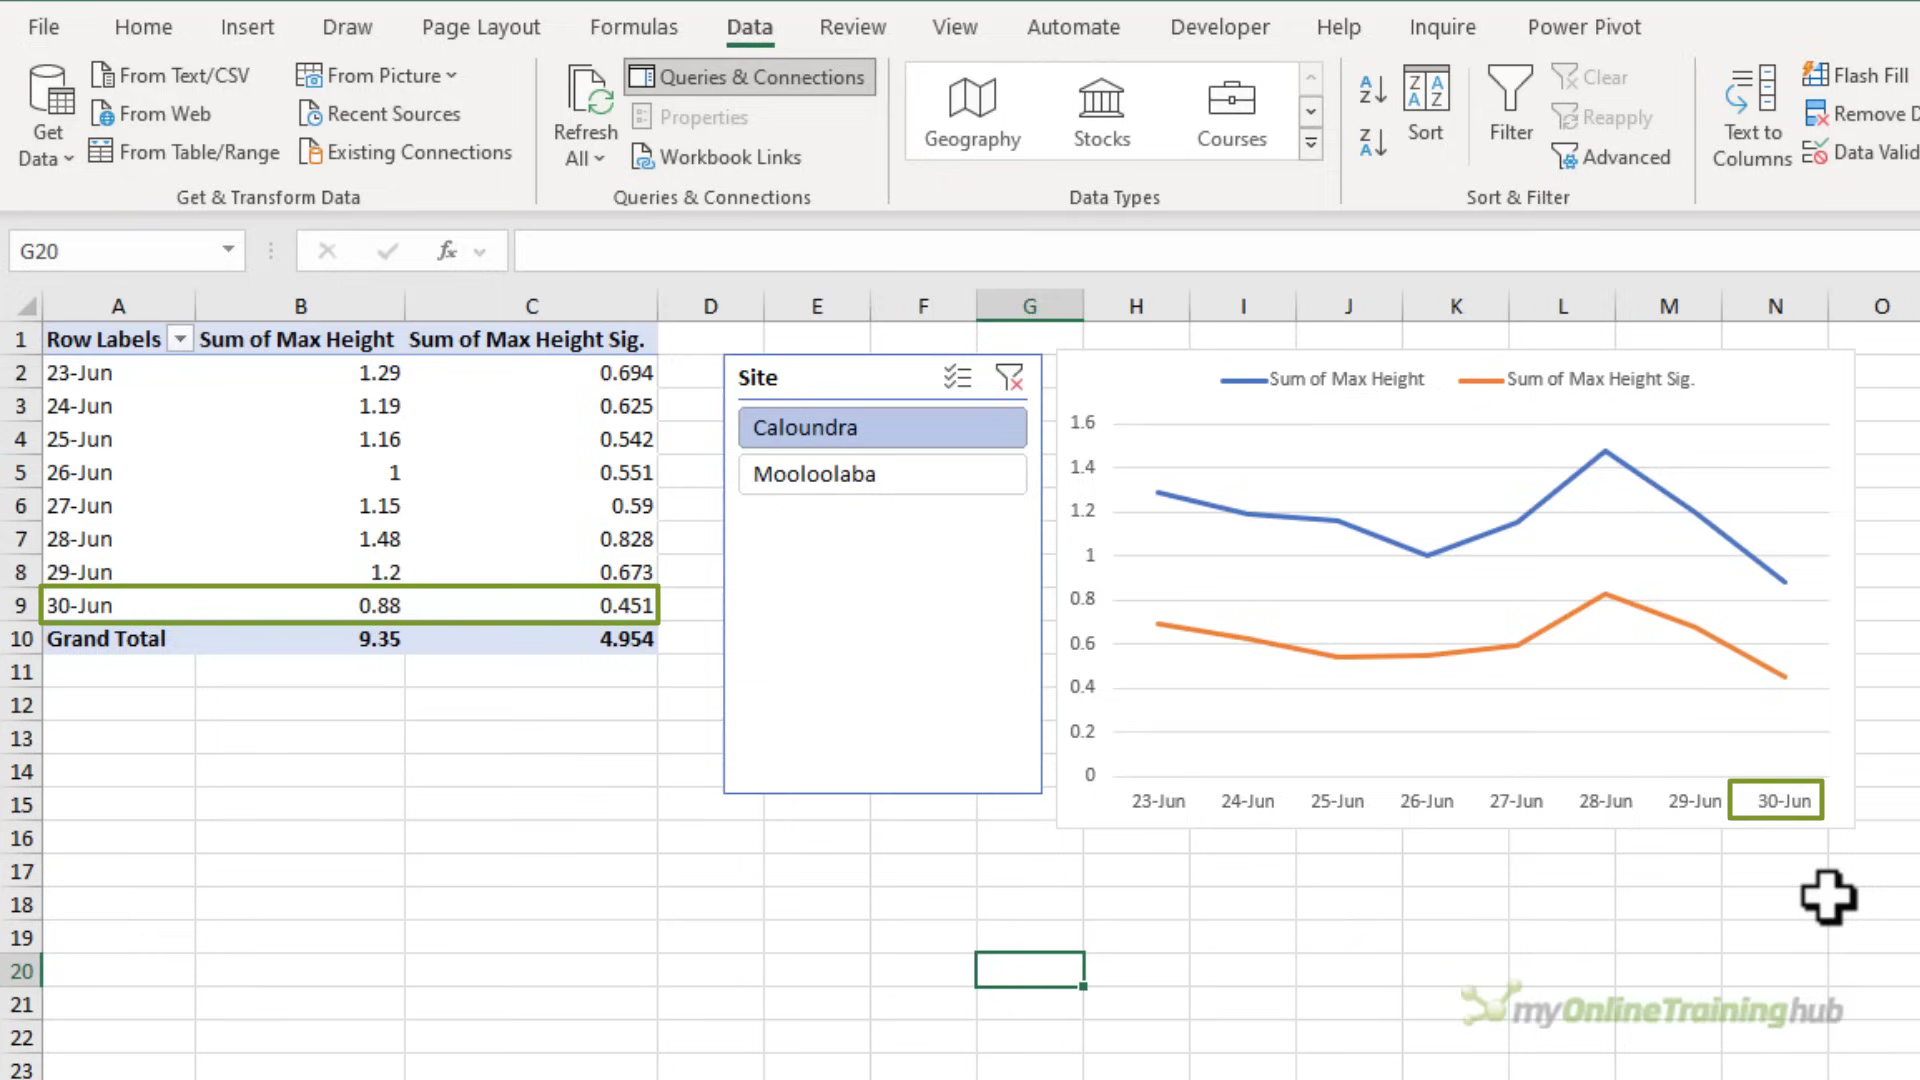 File Home Insert Draw Page Layout Formulas Data Review View Automate Developer Help Inquire Power Pivot
Get Data
From Text/CSV
From Web
From Table/Range
From Picture
Recent Sources
Existing Connections
Get & Transform Data
Refresh All
Queries & Connections
Properties
Workbook Links
Queries & Connections
Geography
Stocks
Courses
Data Types
Sort
Filter
Clear
Reapply
Advanced
Sort & Filter
Text to
Columns
Flash Fill
Remove D
Data Valid
G20
fx
A B C D E F G H I J K L M N O
1 Row Labels Sum of Max Height Sum of Max Height Sig.
2 23-Jun 1.29 0.694
3 24-Jun 1.19 0.625
4 25-Jun 1.16 0.542
5 26-Jun 1 0.551
6 27-Jun 1.15 0.59
7 28-Jun 1.48 0.828
8 29-Jun 1.2 0.673
9 30-Jun 0.88 0.451
10 Grand Total 9.35 4.954
11
12
13
14
15
16
17
18
19
20
21
22
23
Site
Caloundra
Mooloolaba
Sum of Max Height Sum of Max Height Sig.
1.6
1.4
1.2
1
0.8
0.6
0.4
0.2
0
23-Jun 24-Jun 25-Jun 26-Jun 27-Jun 28-Jun 29-Jun 30-Jun
myOnlineTraininghub